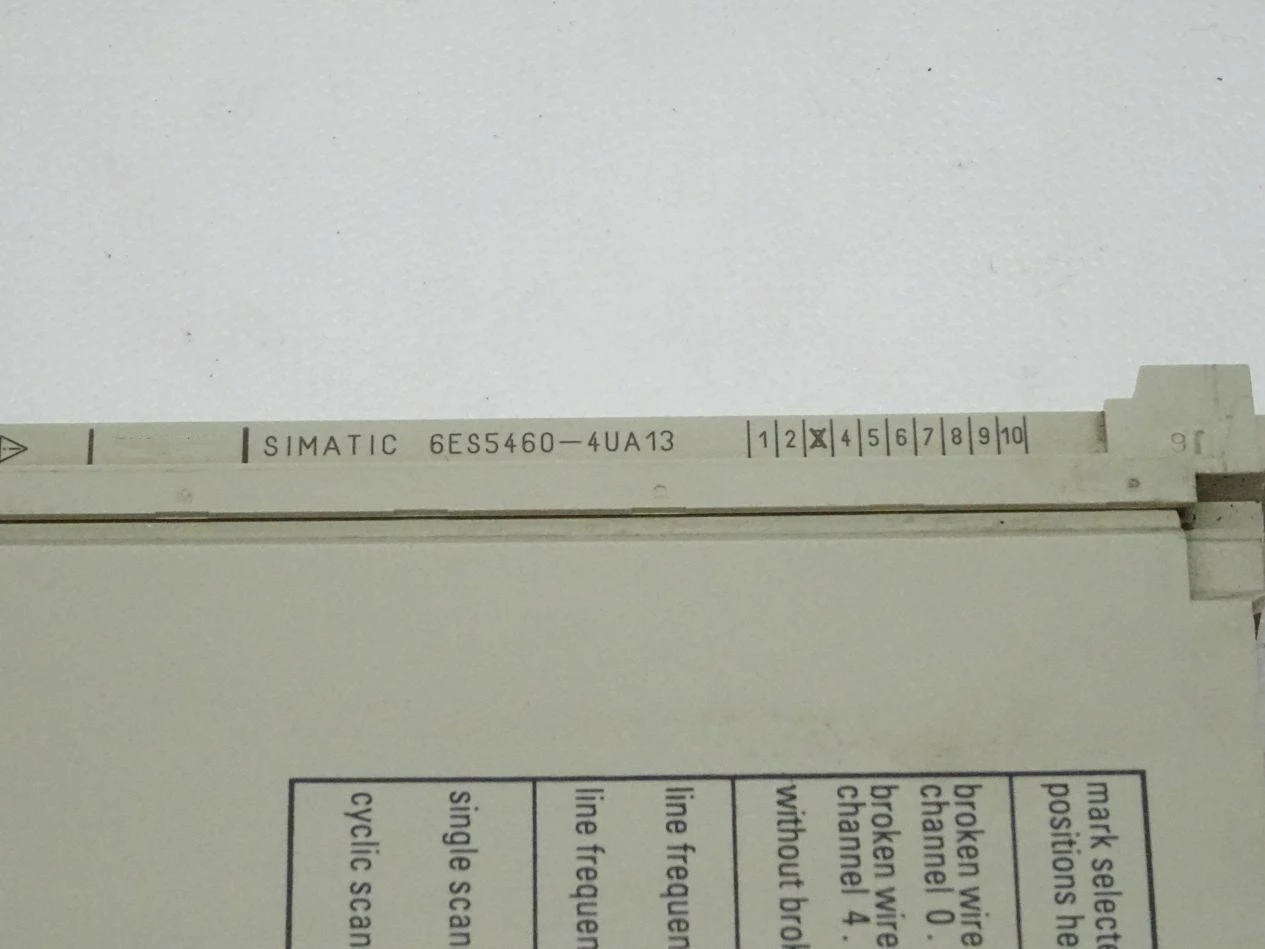 SIMATIC 6ES5460-4UA13 1 2 X 4 5 6 7 8 9 10
mark selecte
positions he
broken wire
channel 0 .
broken wire
channel 4 .
without brok
line frequen
line frequen
single scan
cyclic scan